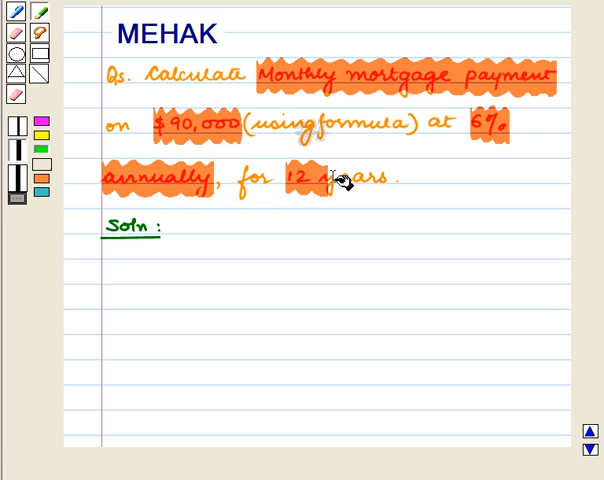 MEHAK
Qs. Calculate Monthly mortgage payment
on $90,000 (using formula) at 6%
annually, for 12 years.
Soln :